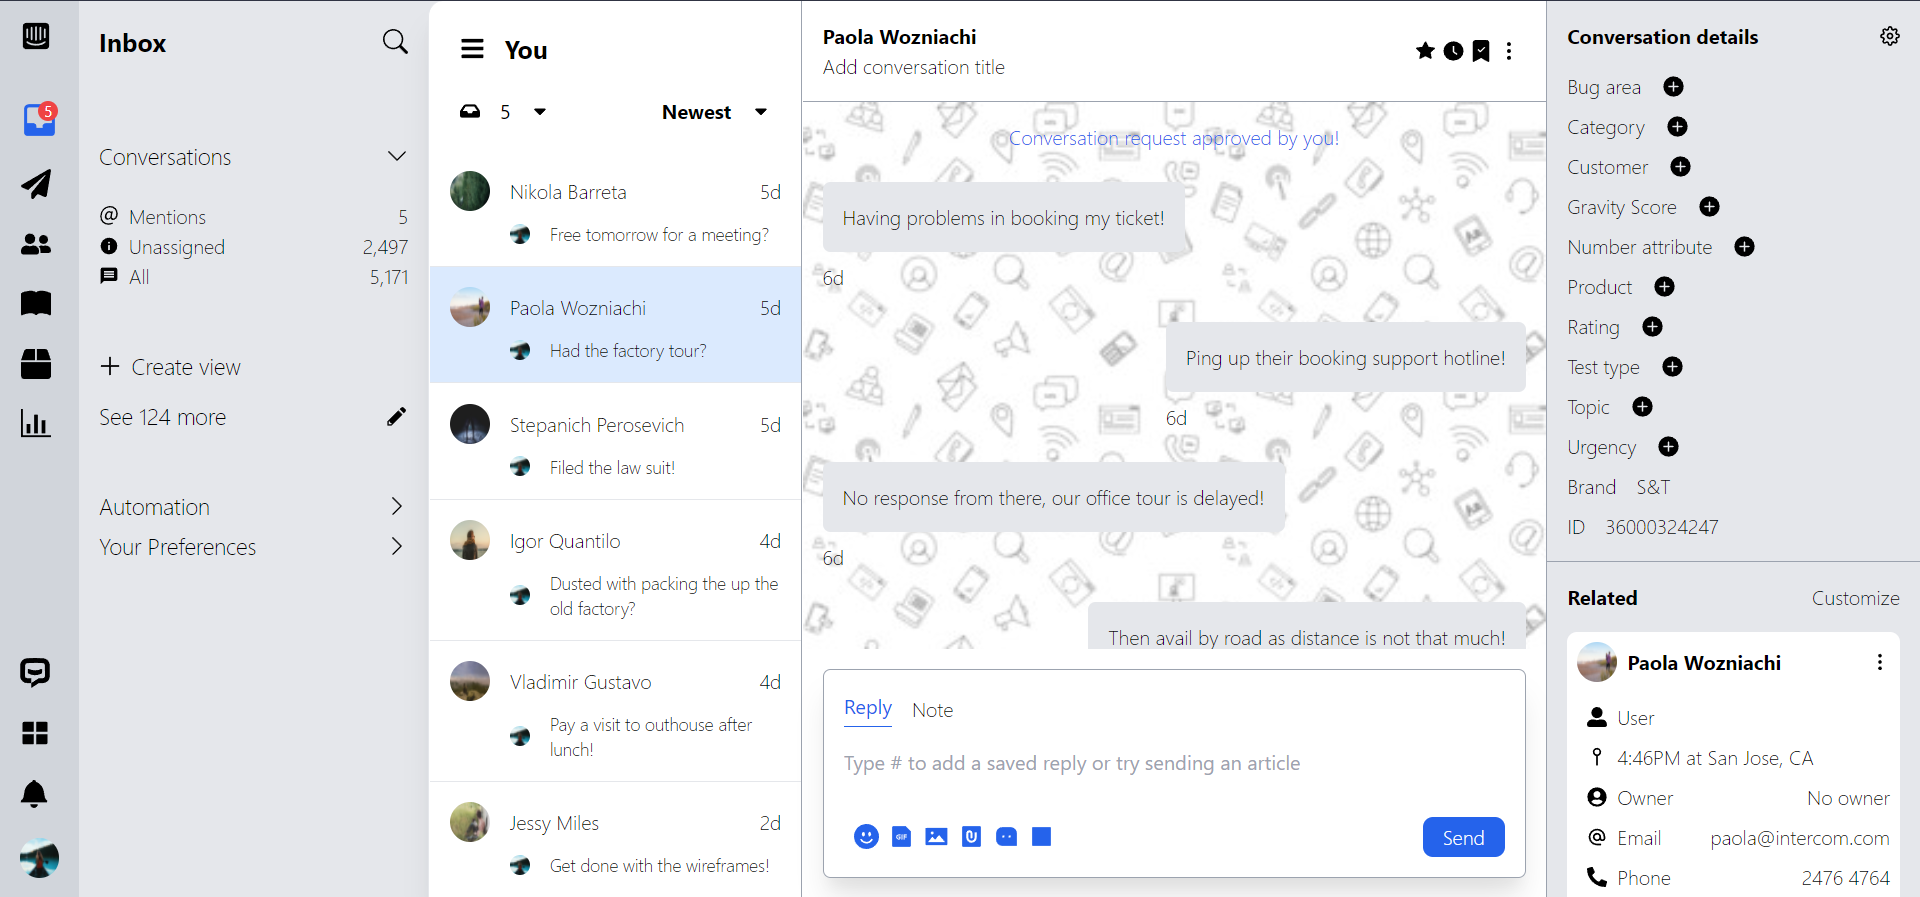 5
Inbox
Conversations
Mentions 5
Unassigned 2,497
All 5,171
Create view
See 124 more
Automation
Your Preferences
You
5
Newest
Nikola Barreta 5d
Free tomorrow for a meeting?
Paola Wozniachi 5d
Had the factory tour?
Stepanich Perosevich 5d
Filed the law suit!
Igor Quantilo 4d
Dusted with packing the up the
old factory?
Vladimir Gustavo 4d
Pay a visit to outhouse after
lunch!
Jessy Miles 2d
Get done with the wireframes!
Paola Wozniachi
Add conversation title
Conversation request approved by you!
Having problems in booking my ticket!
6d
Ping up their booking support hotline!
6d
No response from there, our office tour is delayed!
6d
Then avail by road as distance is not that much!
Reply Note
Type # to add a saved reply or try sending an article
GIF
Send
Conversation details
Bug area
Category
Customer
Gravity Score
Number attribute
Product
Rating
Test type
Topic
Urgency
Brand S&T
ID 36000324247
Related Customize
Paola Wozniachi
User
4:46PM at San Jose, CA
Owner No owner
Email paola@intercom.com
Phone 2476 4764